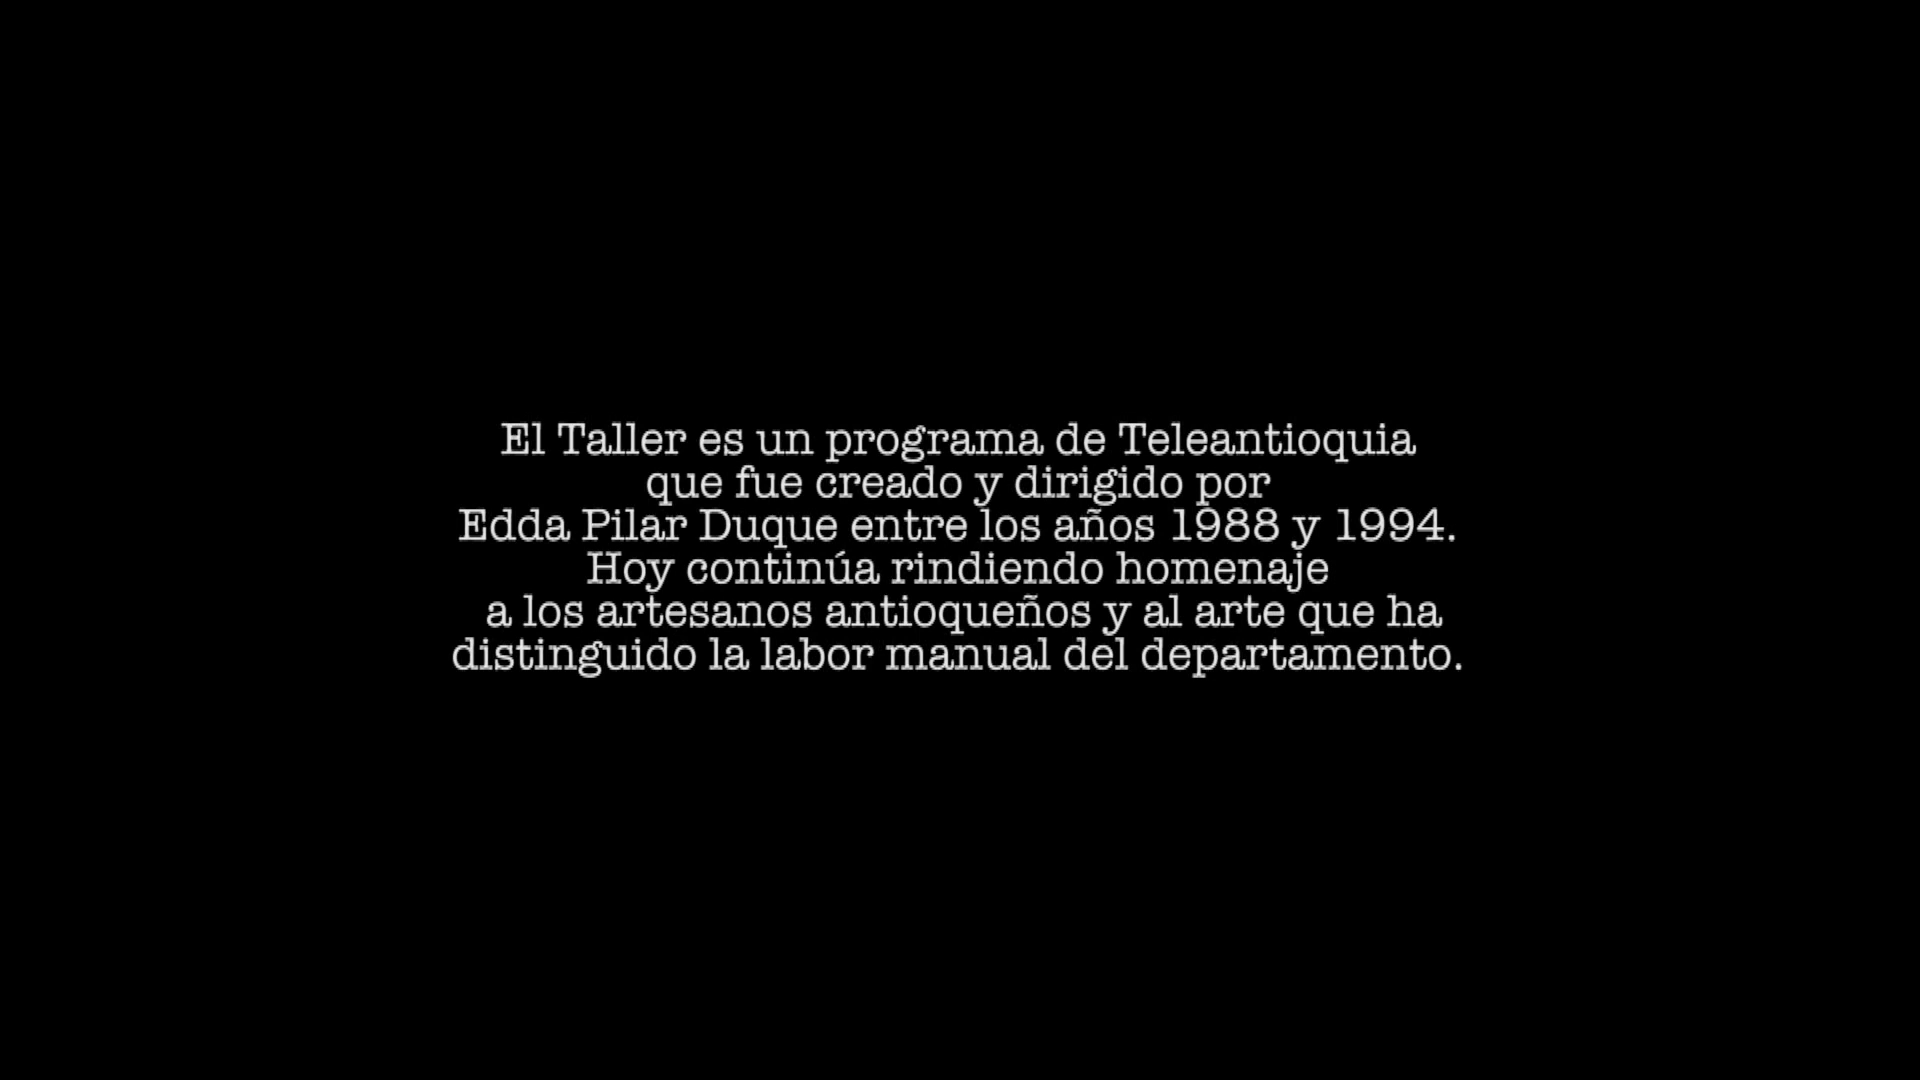 El Taller es un programa de Teleantioquia
que fue creado y dirigido por
Edda Pilar Duque entre los años 1988 y 1994.
Hoy continúa rindiendo homenaje
a los artesanos antioqueños y al arte que ha
distinguido la labor manual del departamento.